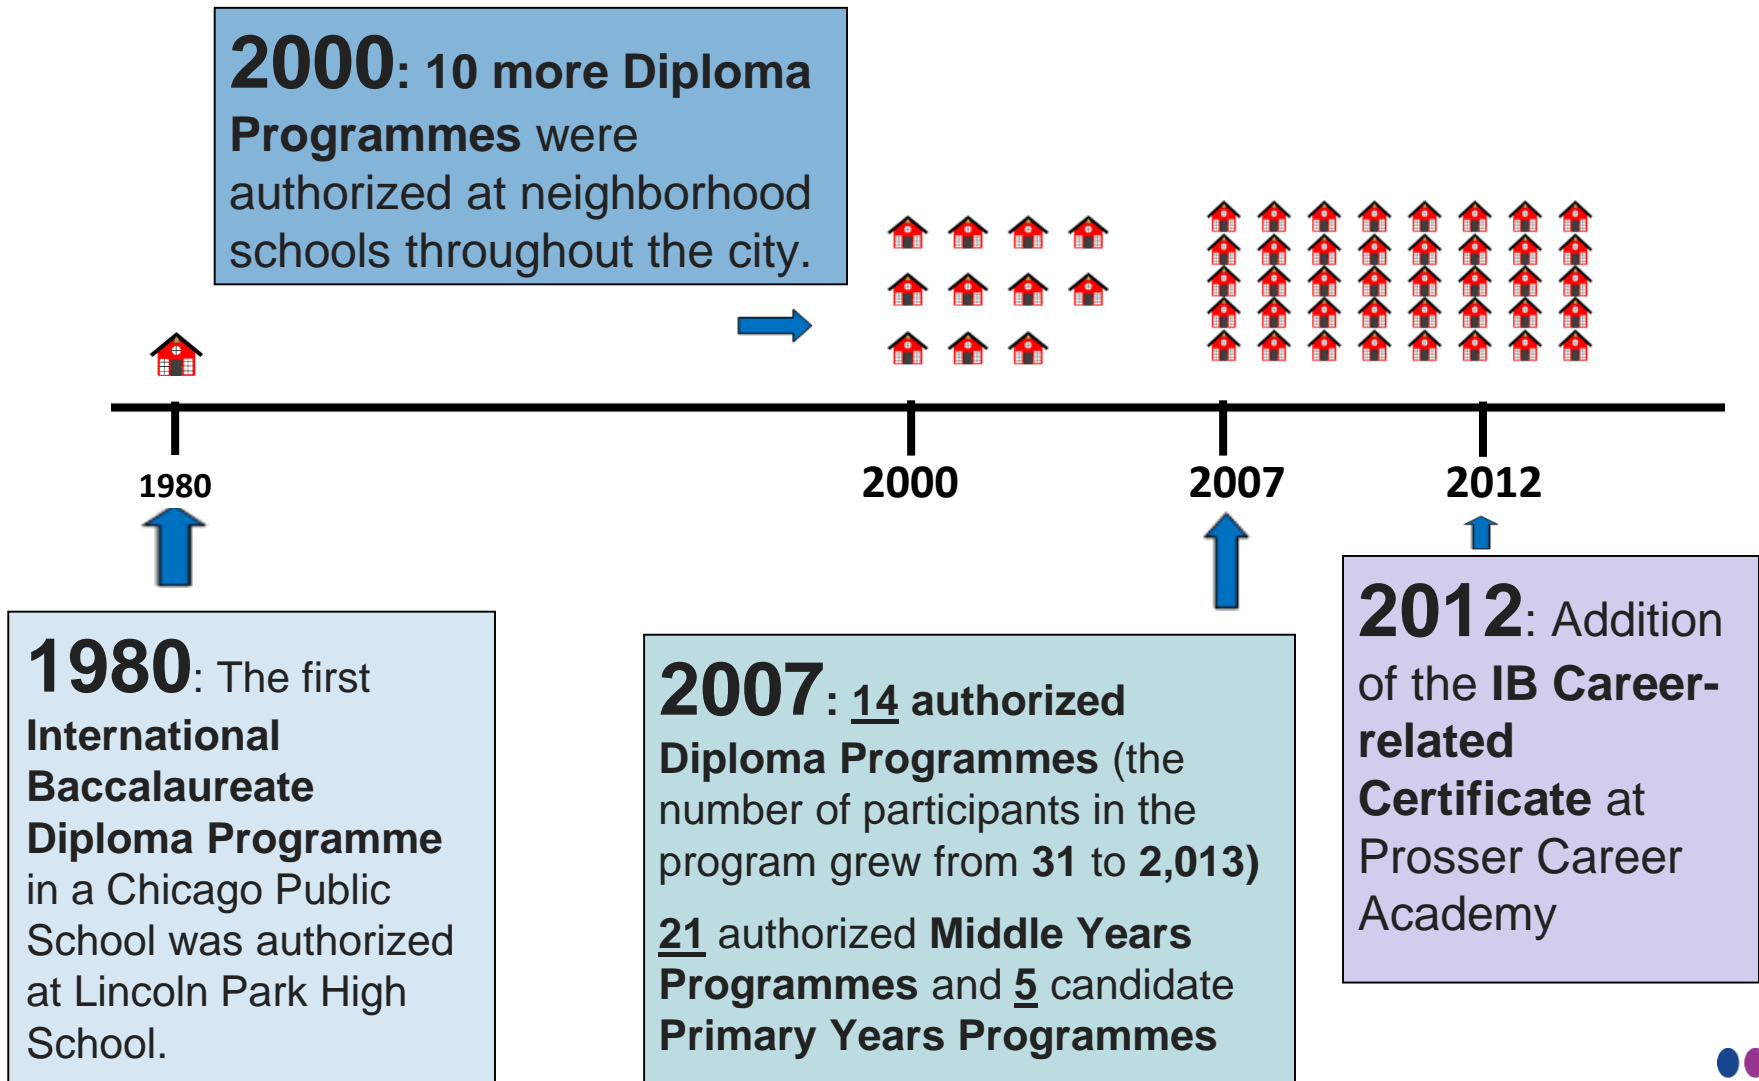 2000: 10 more Diploma
Programmes were
authorized at neighborhood
schools throughout the city.
1980
2000
2007
2012
1980: The first
International
Baccalaureate
Diploma Programme
in a Chicago Public
School was authorized
at Lincoln Park High
School.
2007: 14 authorized
Diploma Programmes (the
number of participants in the
program grew from 31 to 2,013)
21 authorized Middle Years
Programmes and 5 candidate
Primary Years Programmes
2012: Addition
of the IB Career-
related
Certificate at
Prosser Career
Academy